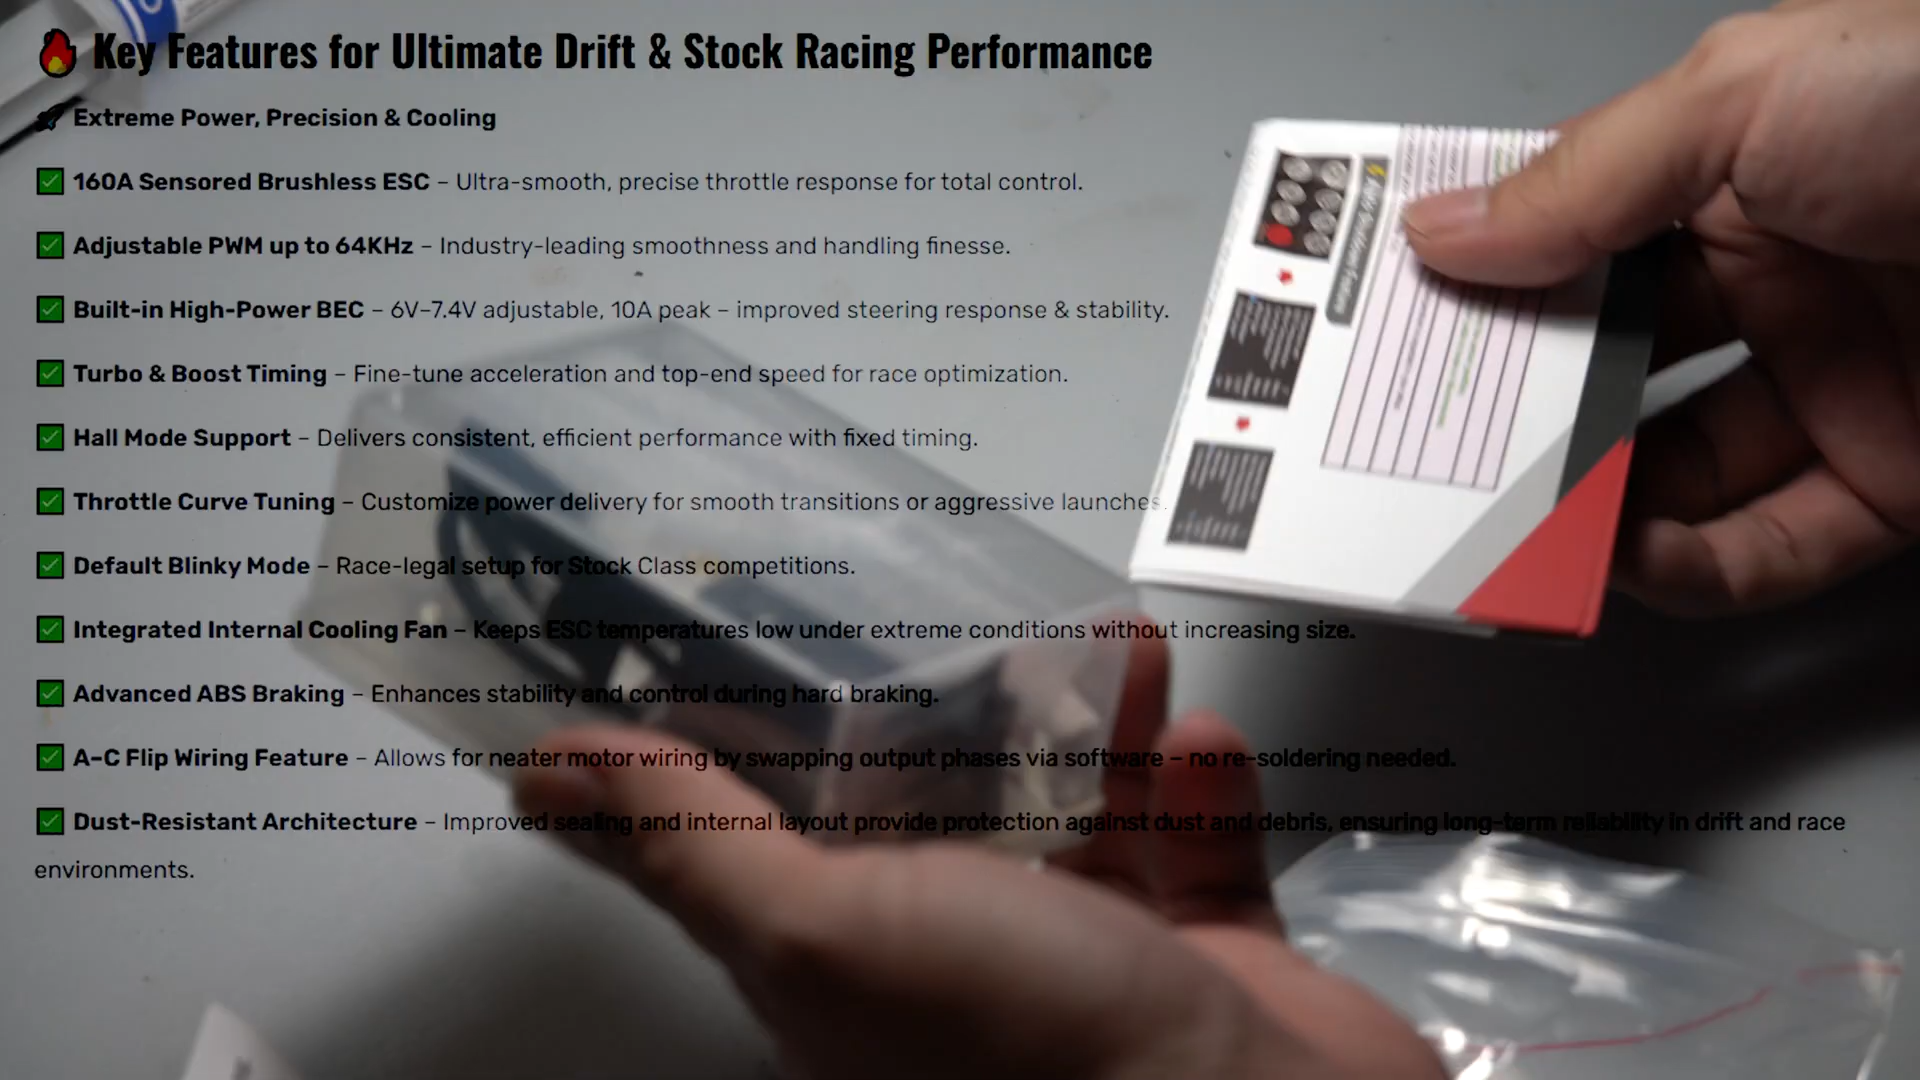 Key Features for Ultimate Drift & Stock Racing Performance
Extreme Power, Precision & Cooling
160A Sensored Brushless ESC – Ultra-smooth, precise throttle response for total control.
Adjustable PWM up to 64KHz – Industry-leading smoothness and handling finesse.
Built-in High-Power BEC – 6V–7.4V adjustable, 10A peak – improved steering response & stability.
Turbo & Boost Timing – Fine-tune acceleration and top-end speed for race optimization.
Hall Mode Support – Delivers consistent, efficient performance with fixed timing.
Throttle Curve Tuning – Customize power delivery for smooth transitions or aggressive launches.
Default Blinky Mode – Race-legal setup for Stock Class competitions.
Integrated Internal Cooling Fan – Keeps ESC temperatures low under extreme conditions without increasing size.
Advanced ABS Braking – Enhances stability and control during hard braking.
A–C Flip Wiring Feature – Allows for neater motor wiring by swapping output phases via software – no re-soldering needed.
Dust-Resistant Architecture – Improved sealing and internal layout provide protection against dust and debris, ensuring long-term reliability in drift and race
environments.